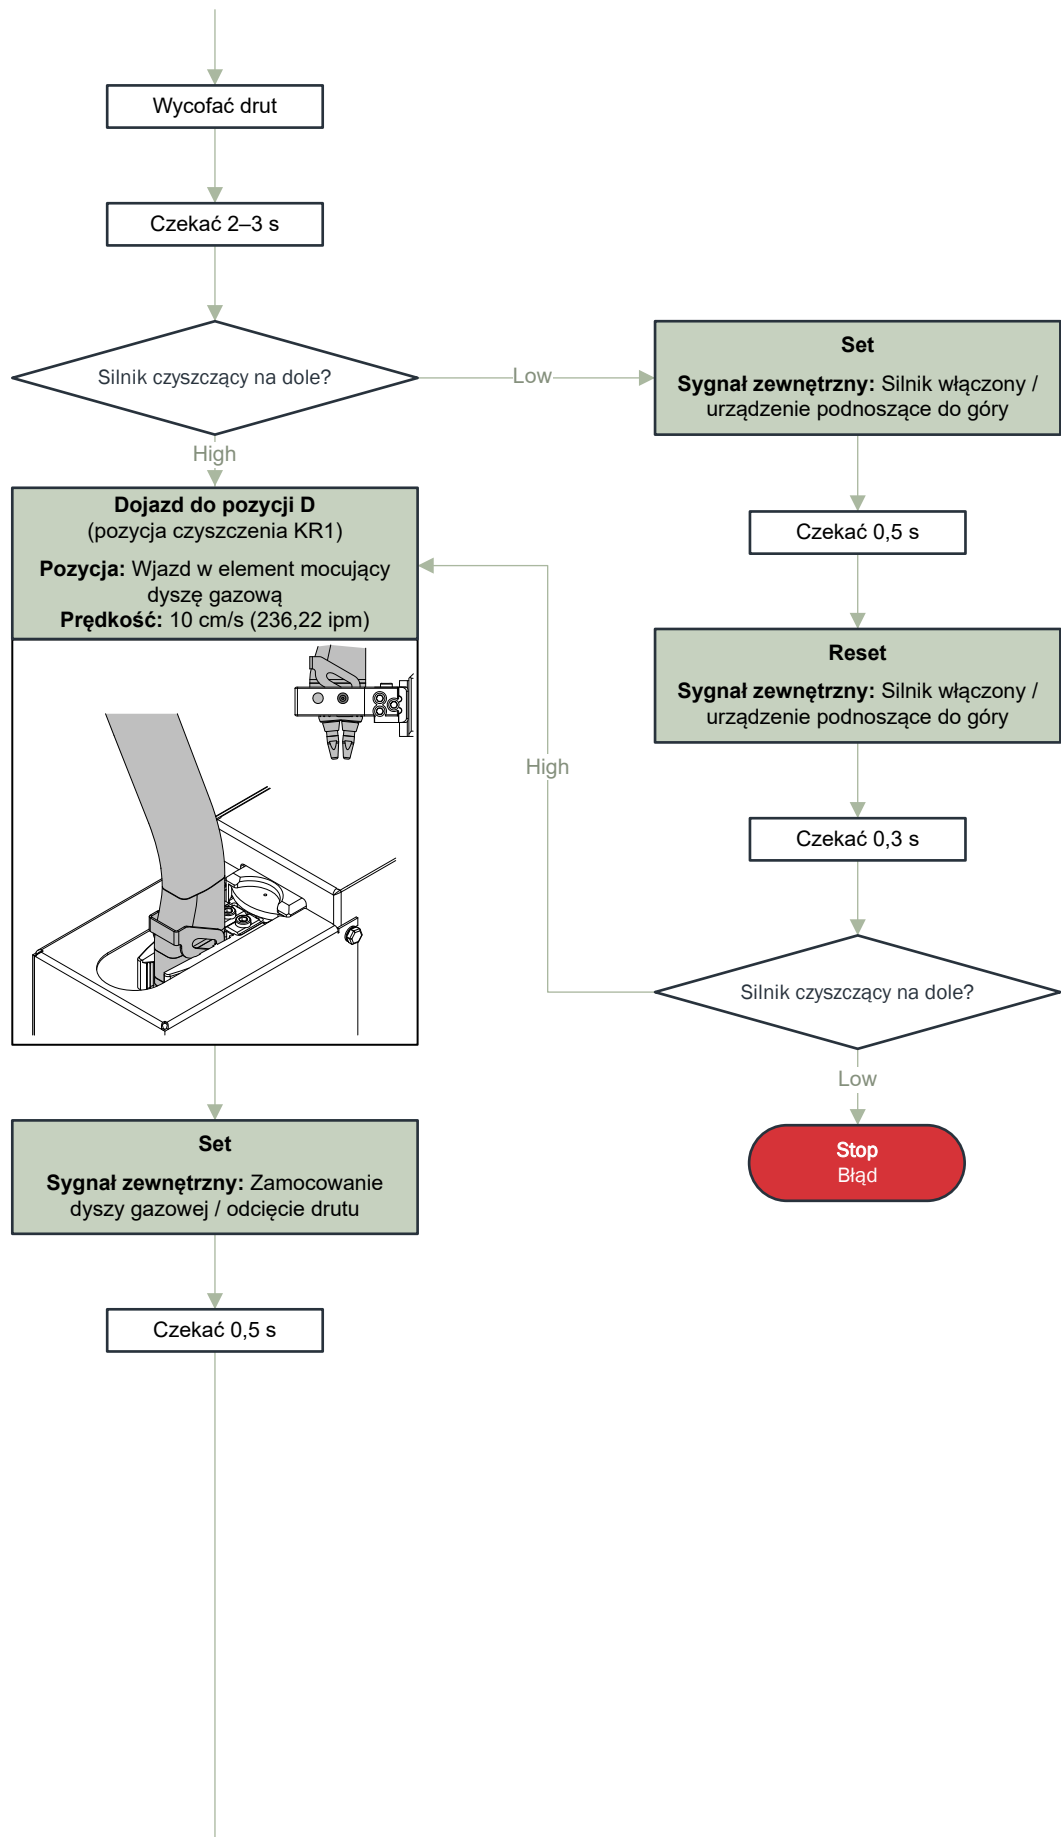 Wycofać drut
Czekać 2–3 s
Silnik czyszczący na dole?
Low
High
Set
Sygnał zewnętrzny: Silnik włączony /
urządzenie podnoszące do góry
Czekać 0,5 s
Reset
Sygnał zewnętrzny: Silnik włączony /
urządzenie podnoszące do góry
Czekać 0,3 s
Silnik czyszczący na dole?
High
Low
Stop
Błąd
Dojazd do pozycji D
(pozycja czyszczenia KR1)
Pozycja: Wjazd w element mocujący
dyszę gazową
Prędkość: 10 cm/s (236,22 ipm)
Set
Sygnał zewnętrzny: Zamocowanie
dyszy gazowej / odcięcie drutu
Czekać 0,5 s